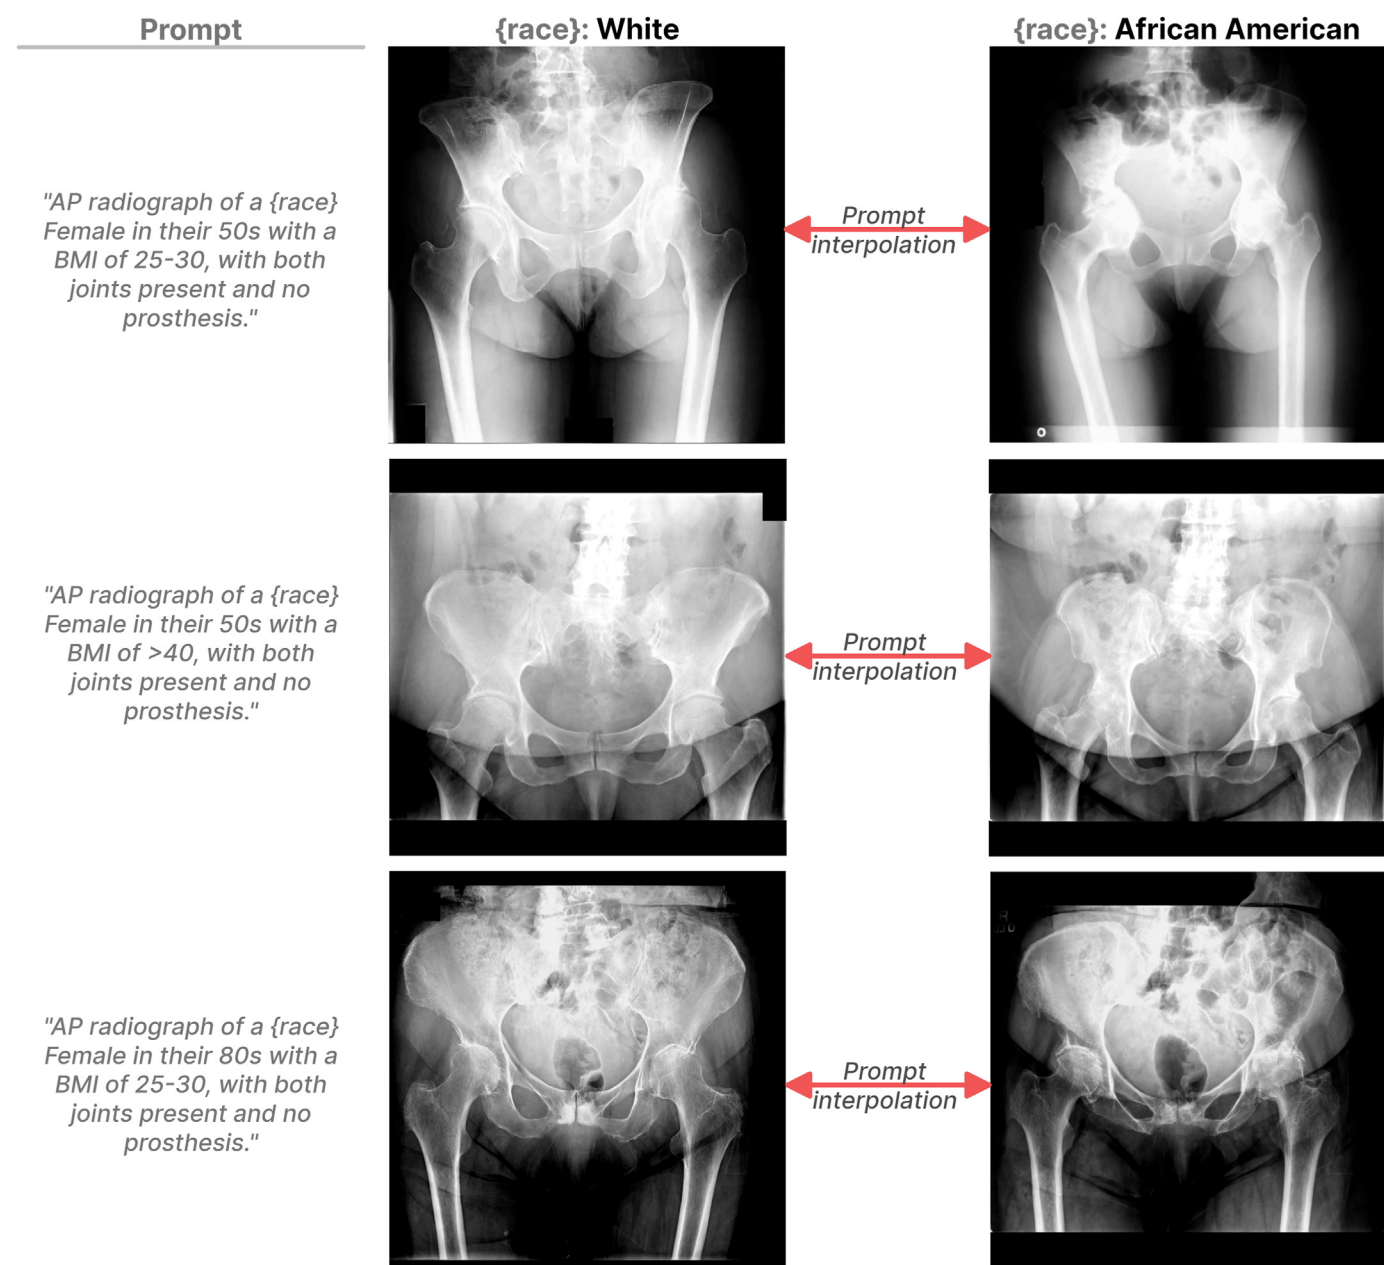 Prompt
{race}: White
{race}: African American
"AP radiograph of a {race}
Female in their 50s with a
BMI of 25-30, with both
joints present and no
prosthesis."
Prompt
interpolation
O
"AP radiograph of a {race}
Female in their 50s with a
BMI of >40, with both
joints present and no
prosthesis."
Prompt
interpolation
"AP radiograph of a {race}
Female in their 80s with a
BMI of 25-30, with both
joints present and no
prosthesis."
Prompt
interpolation